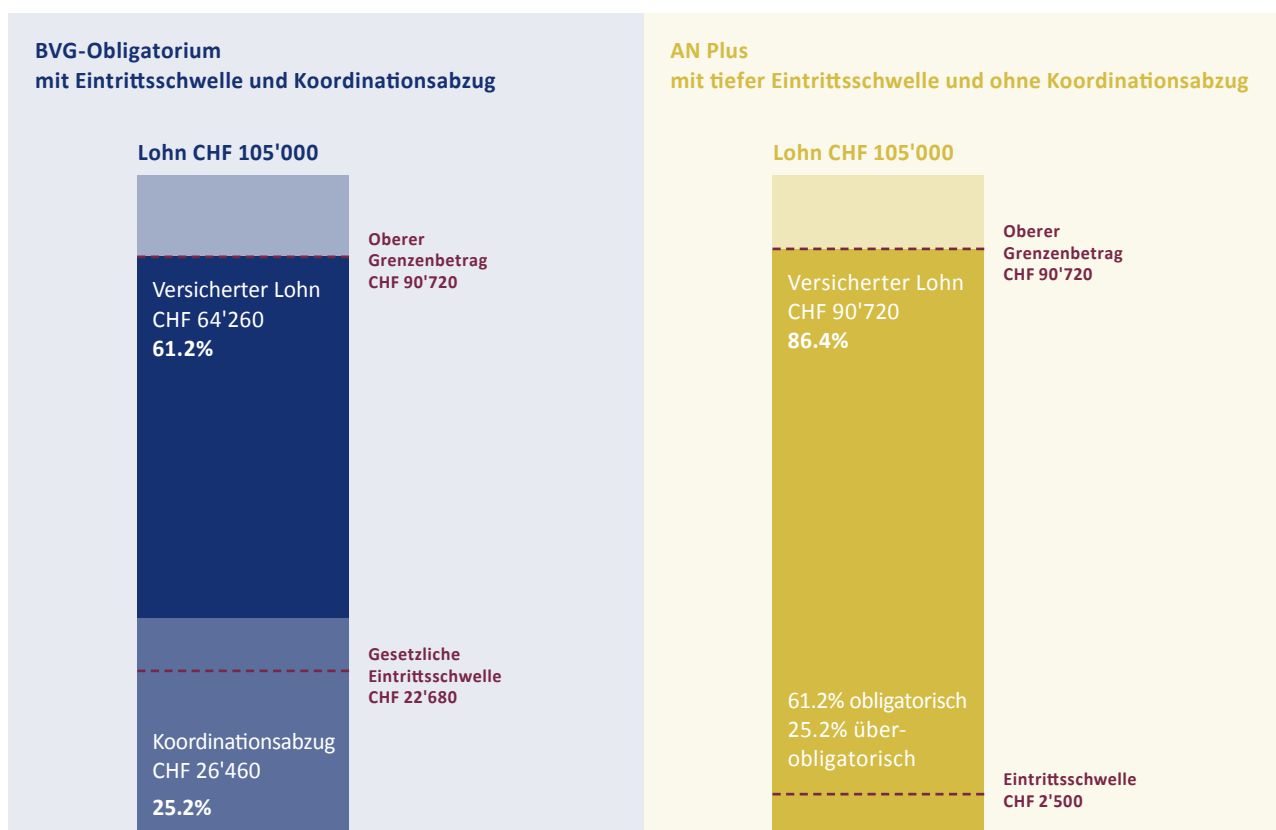 BVG-Obligatorium
mit Eintrittsschwelle und Koordinationsabzug
Lohn CHF 105'000
Oberer
Grenzenbetrag
CHF 90'720
Versicherter Lohn
CHF 64'260
61.2%
Gesetzliche
Eintrittsschwelle
CHF 22'680
Koordinationsabzug
CHF 26'460
25.2%
AN Plus
mit tiefer Eintrittsschwelle und ohne Koordinationsabzug
Lohn CHF 105'000
Oberer
Grenzenbetrag
CHF 90'720
Versicherter Lohn
CHF 90'720
86.4%
61.2% obligatorisch
25.2% über-
obligatorisch
Eintrittsschwelle
CHF 2'500